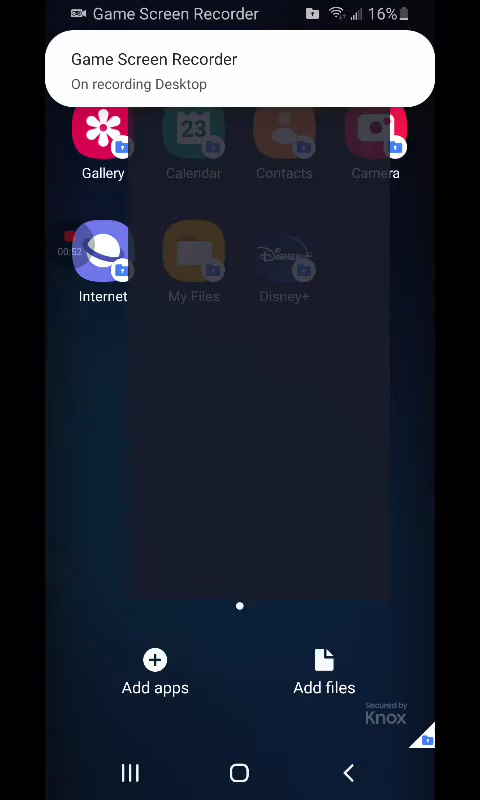 Game Screen Recorder 16%
Game Screen Recorder
On recording Desktop
23
Gallery Calendar Contacts Camera
00:52
Disney+
Internet My Files Disney+
Add apps Add files
Secured by
Knox